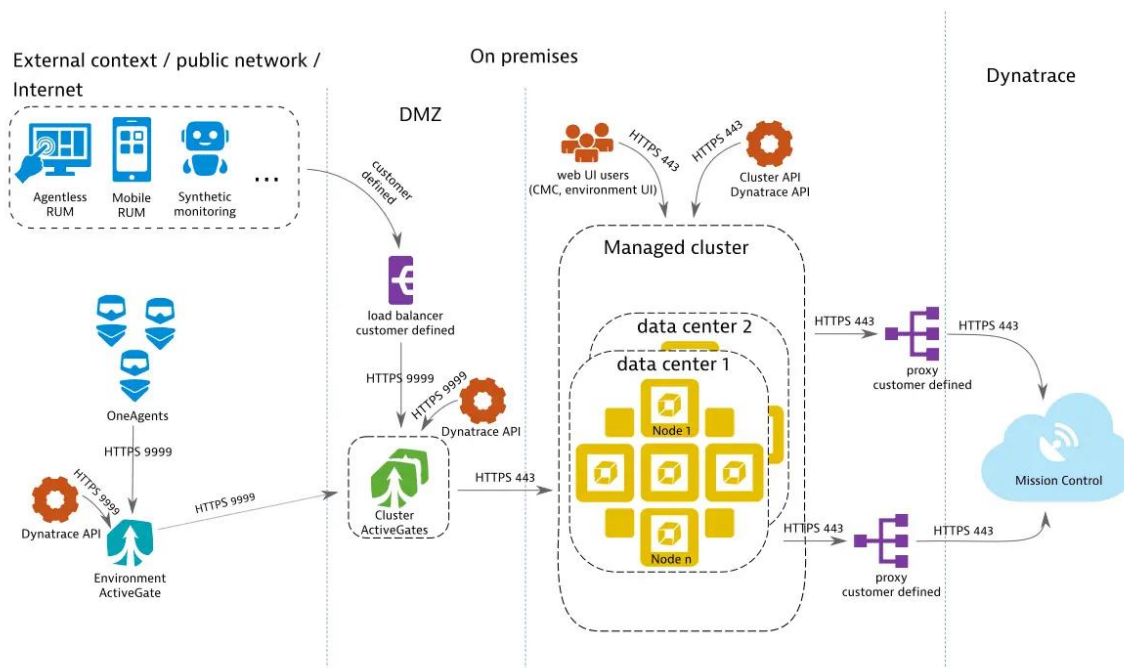 External context / public network /
Internet
On premises
Dynatrace
DMZ
Agentless
RUM
Mobile
RUM
Synthetic
monitoring
...
customer
defined
web UI users
(CMC, environment UI)
HTTPS 443
HTTPS 443
Cluster API
Dynatrace API
Managed cluster
load balancer
customer defined
data center 2
data center 1
HTTPS 443
HTTPS 443
proxy
customer defined
HTTPS 9999
HTTPS 9999
Dynatrace API
OneAgents
HTTPS 9999
Node 1
HTTPS 9999
Dynatrace API
HTTPS 9999
Environment
ActiveGate
Cluster
ActiveGates
HTTPS 443
Node n
Mission Control
HTTPS 443
HTTPS 443
proxy
customer defined